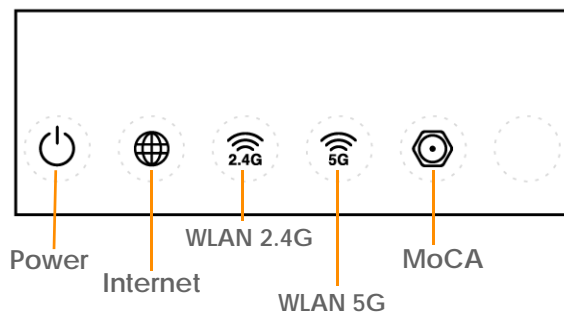 2.4G
5G
WLAN 2.4G
Power
MoCA
Internet
WLAN 5G